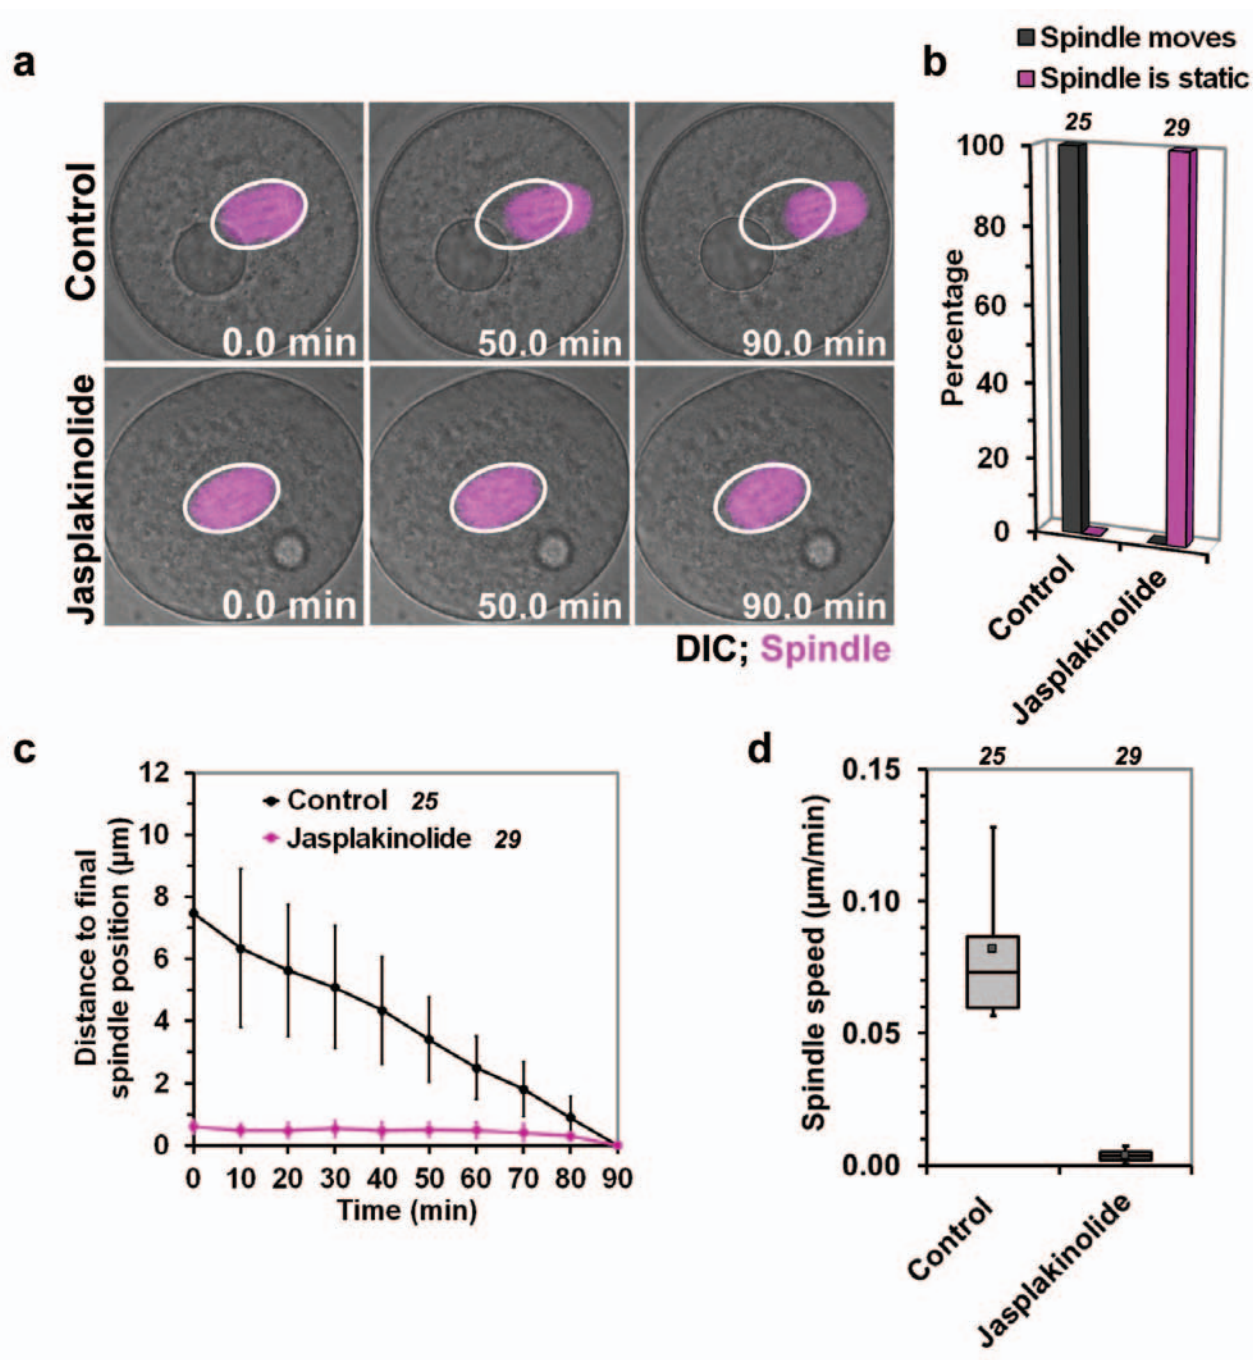 a
Control
0.0 min
50.0 min
90.0 min
Jasplakinolide
0.0 min
50.0 min
90.0 min
DIC; Spindle
b
Spindle moves
Spindle is static
25
29
100
80
60
40
20
0
Percentage
Control
Jasplakinolide
c
12
10
8
6
4
2
0
Distance to final
spindle position (µm)
Control 25
Jasplakinolide 29
0 10 20 30 40 50 60 70 80 90
Time (min)
d
25
29
0.15
0.10
0.05
0.00
Spindle speed (µm/min)
Control
Jasplakinolide